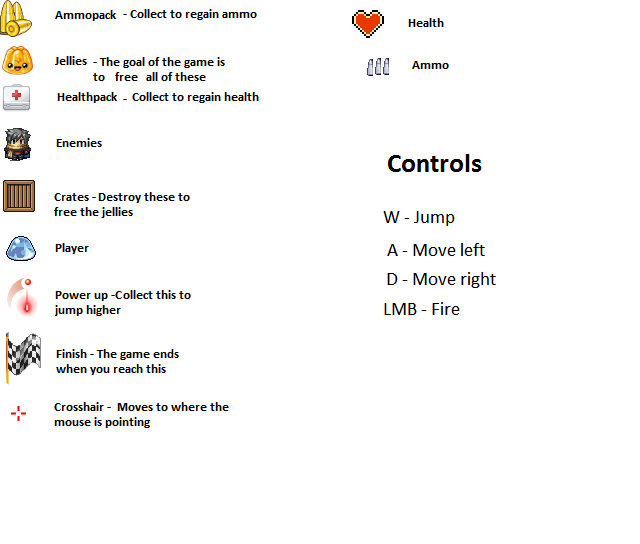 Ammopack - Collect to regain ammo
Jellies - The goal of the game is
to free all of these
Healthpack - Collect to regain health
Enemies
Crates - Destroy these to
free the jellies
Player
Power up -Collect this to
jump higher
Finish - The game ends
when you reach this
Crosshair - Moves to where the
mouse is pointing
Health
Ammo
Controls
W - Jump
A - Move left
D - Move right
LMB - Fire